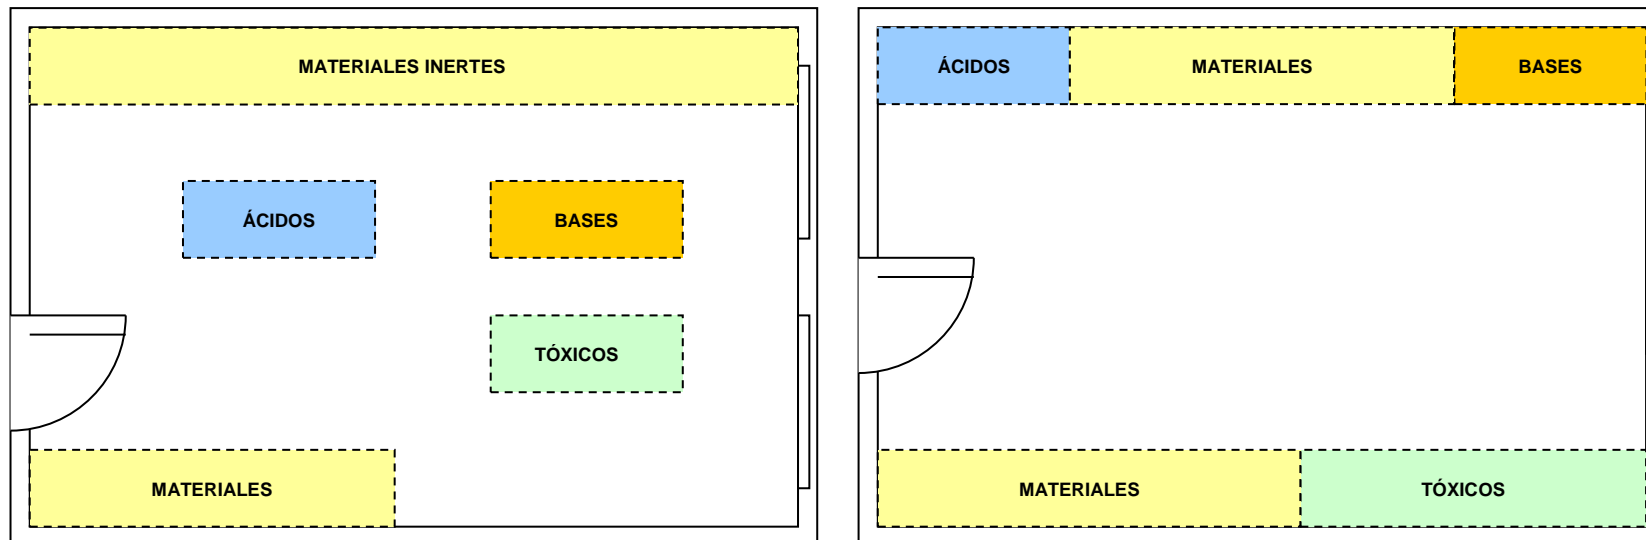 MATERIALES INERTES
ÁCIDOS
BASES
TÓXICOS
MATERIALES
ÁCIDOS
MATERIALES
BASES
MATERIALES
TÓXICOS